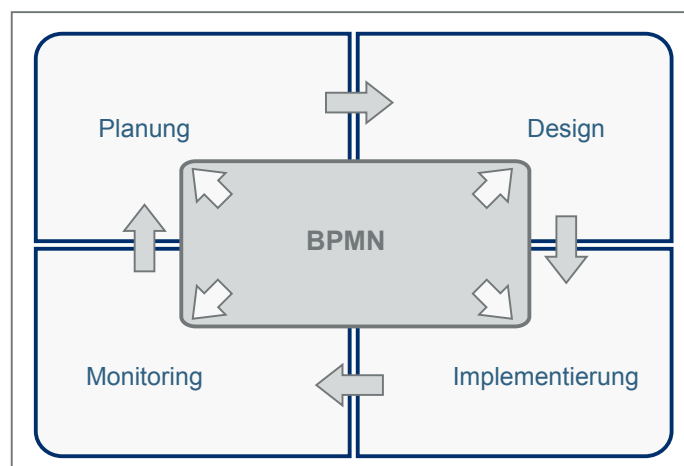 Planung
Design
BPMN
Monitoring
Implementierung